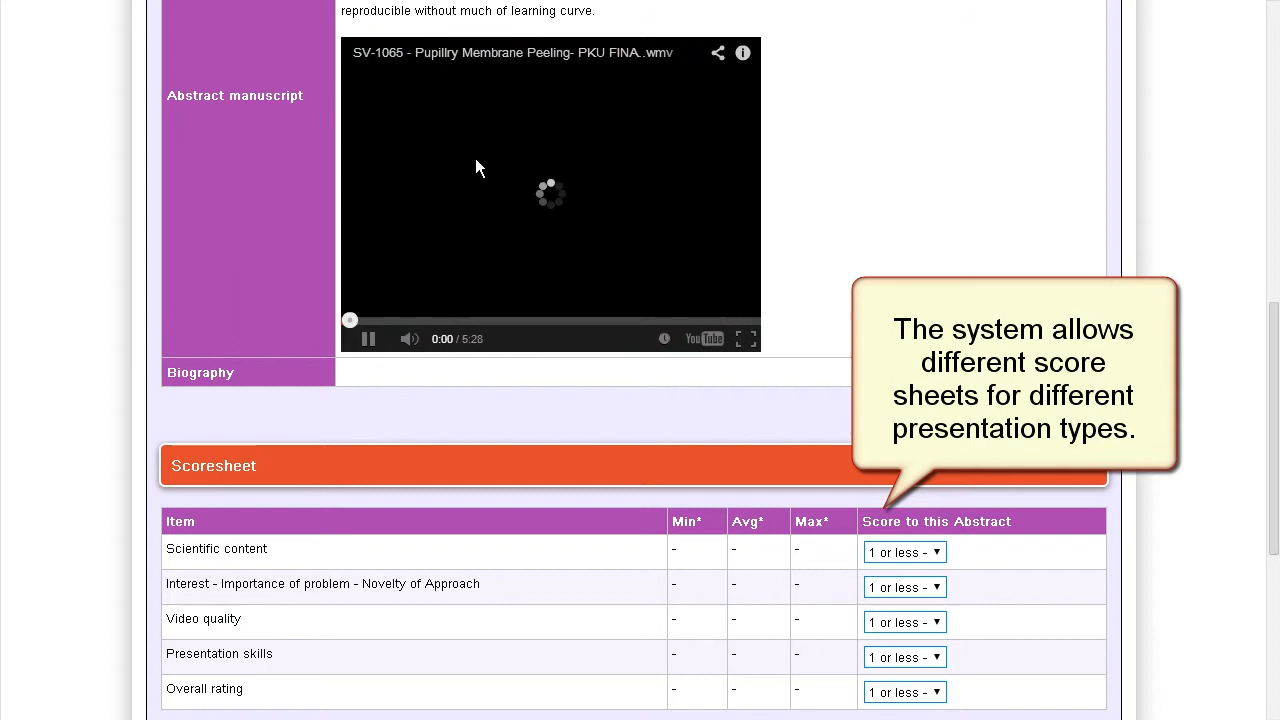 reproducible without much of learning curve.
SV-1065 - Pupillry Membrane Peeling- PKU FINA..wmv
Abstract manuscript
0:00 / 5:28
YouTube
Biography
The system allows
different score
sheets for different
presentation types.
Scoresheet
Item Min* Avg* Max* Score to this Abstract
Scientific content - - - 1 or less -
Interest - Importance of problem - Novelty of Approach - - - 1 or less -
Video quality - - - 1 or less -
Presentation skills - - - 1 or less -
Overall rating - - - 1 or less -